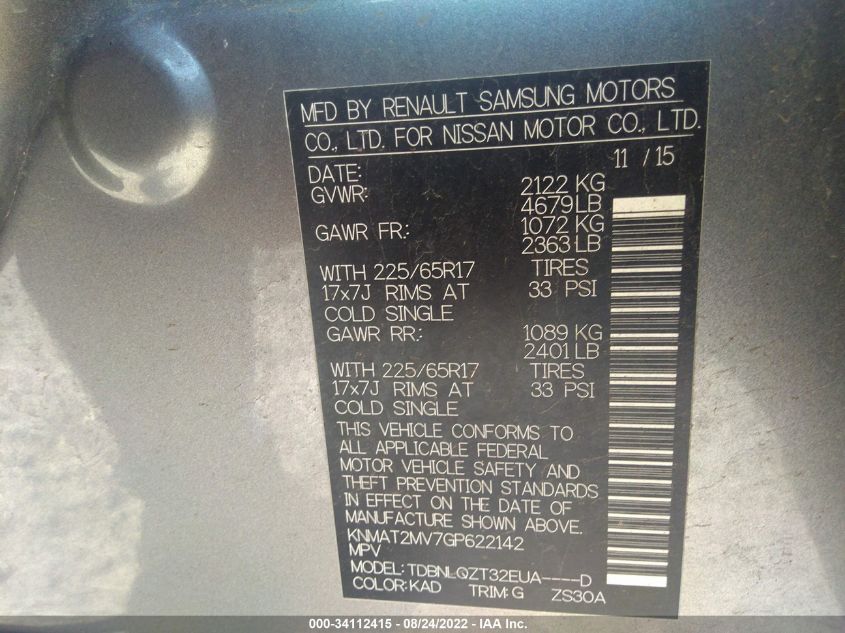 MFD BY RENAULT SAMSUNG MOTORS
CO., LTD. FOR NISSAN MOTOR CO., LTD.
DATE: 11 / 15
GVWR: 2122 KG
4679 LB
GAWR FR.: 1072 KG
2363 LB
WITH 225/65R17 TIRES
17x7J RIMS AT 33 PSI
COLD SINGLE
GAWR RR.: 1089 KG
2401 LB
WITH 225/65R17 TIRES
17x7J RIMS AT 33 PSI
COLD SINGLE
THIS VEHICLE CONFORMS TO
ALL APPLICABLE FEDERAL
MOTOR VEHICLE SAFETY AND
THEFT PREVENTION STANDARDS
IN EFFECT ON THE DATE OF
MANUFACTURE SHOWN ABOVE.
KNMAT2MV7GP622142
MPV
MODEL: TDBNLQZT32EUA----D
COLOR: KAD TRIM: G ZS30A
000-34112415 - 08/24/2022 - IAA Inc.